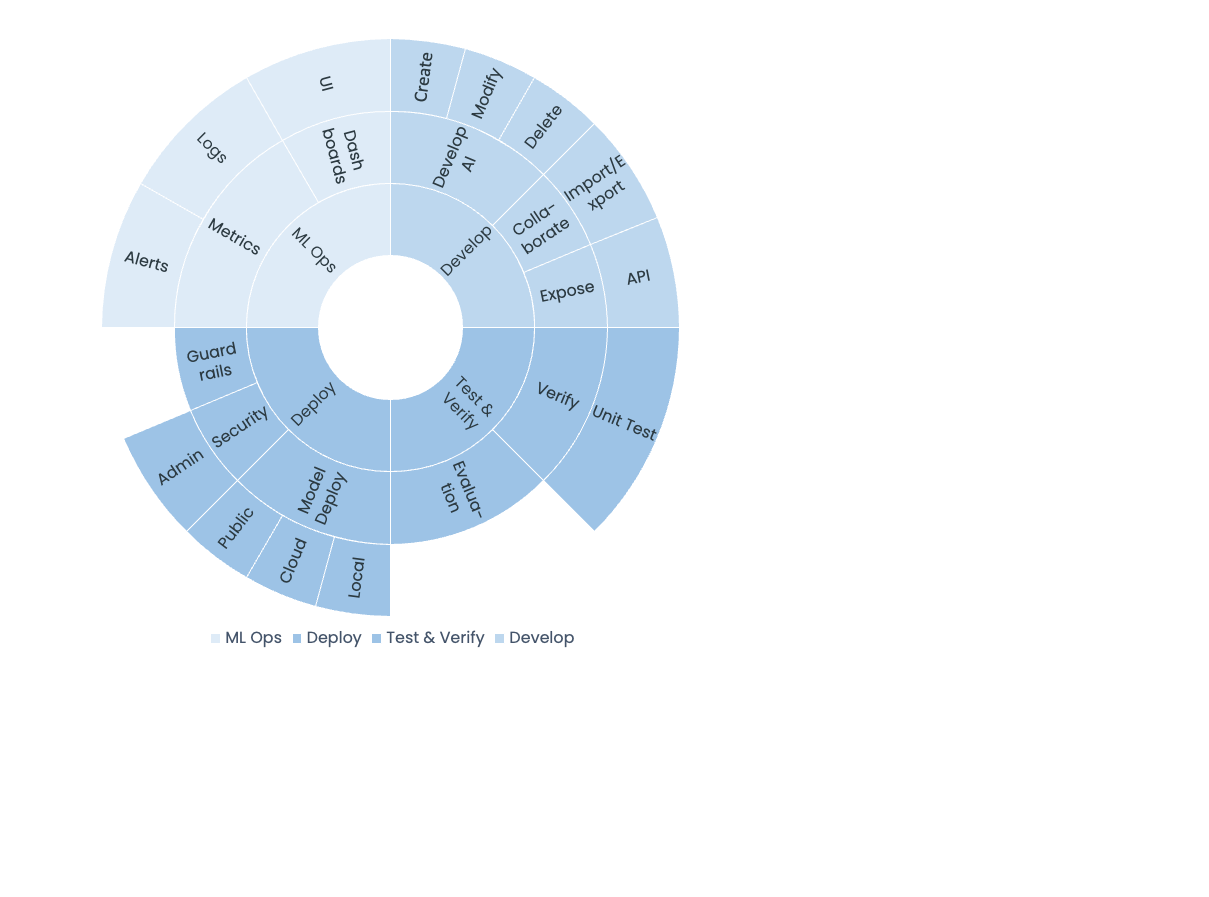 Create
Modify
Delete
Import/E
xport
API
Develop
AI
Colla-
borate
Expose
Develop
UI
Logs
Alerts
Dash
boards
Metrics
ML Ops
Guard
rails
Security
Admin
Deploy
Model
Deploy
Public
Cloud
Local
Test &
Verify
Verify
Unit Test
Evalua-
tion
ML Ops
Deploy
Test & Verify
Develop